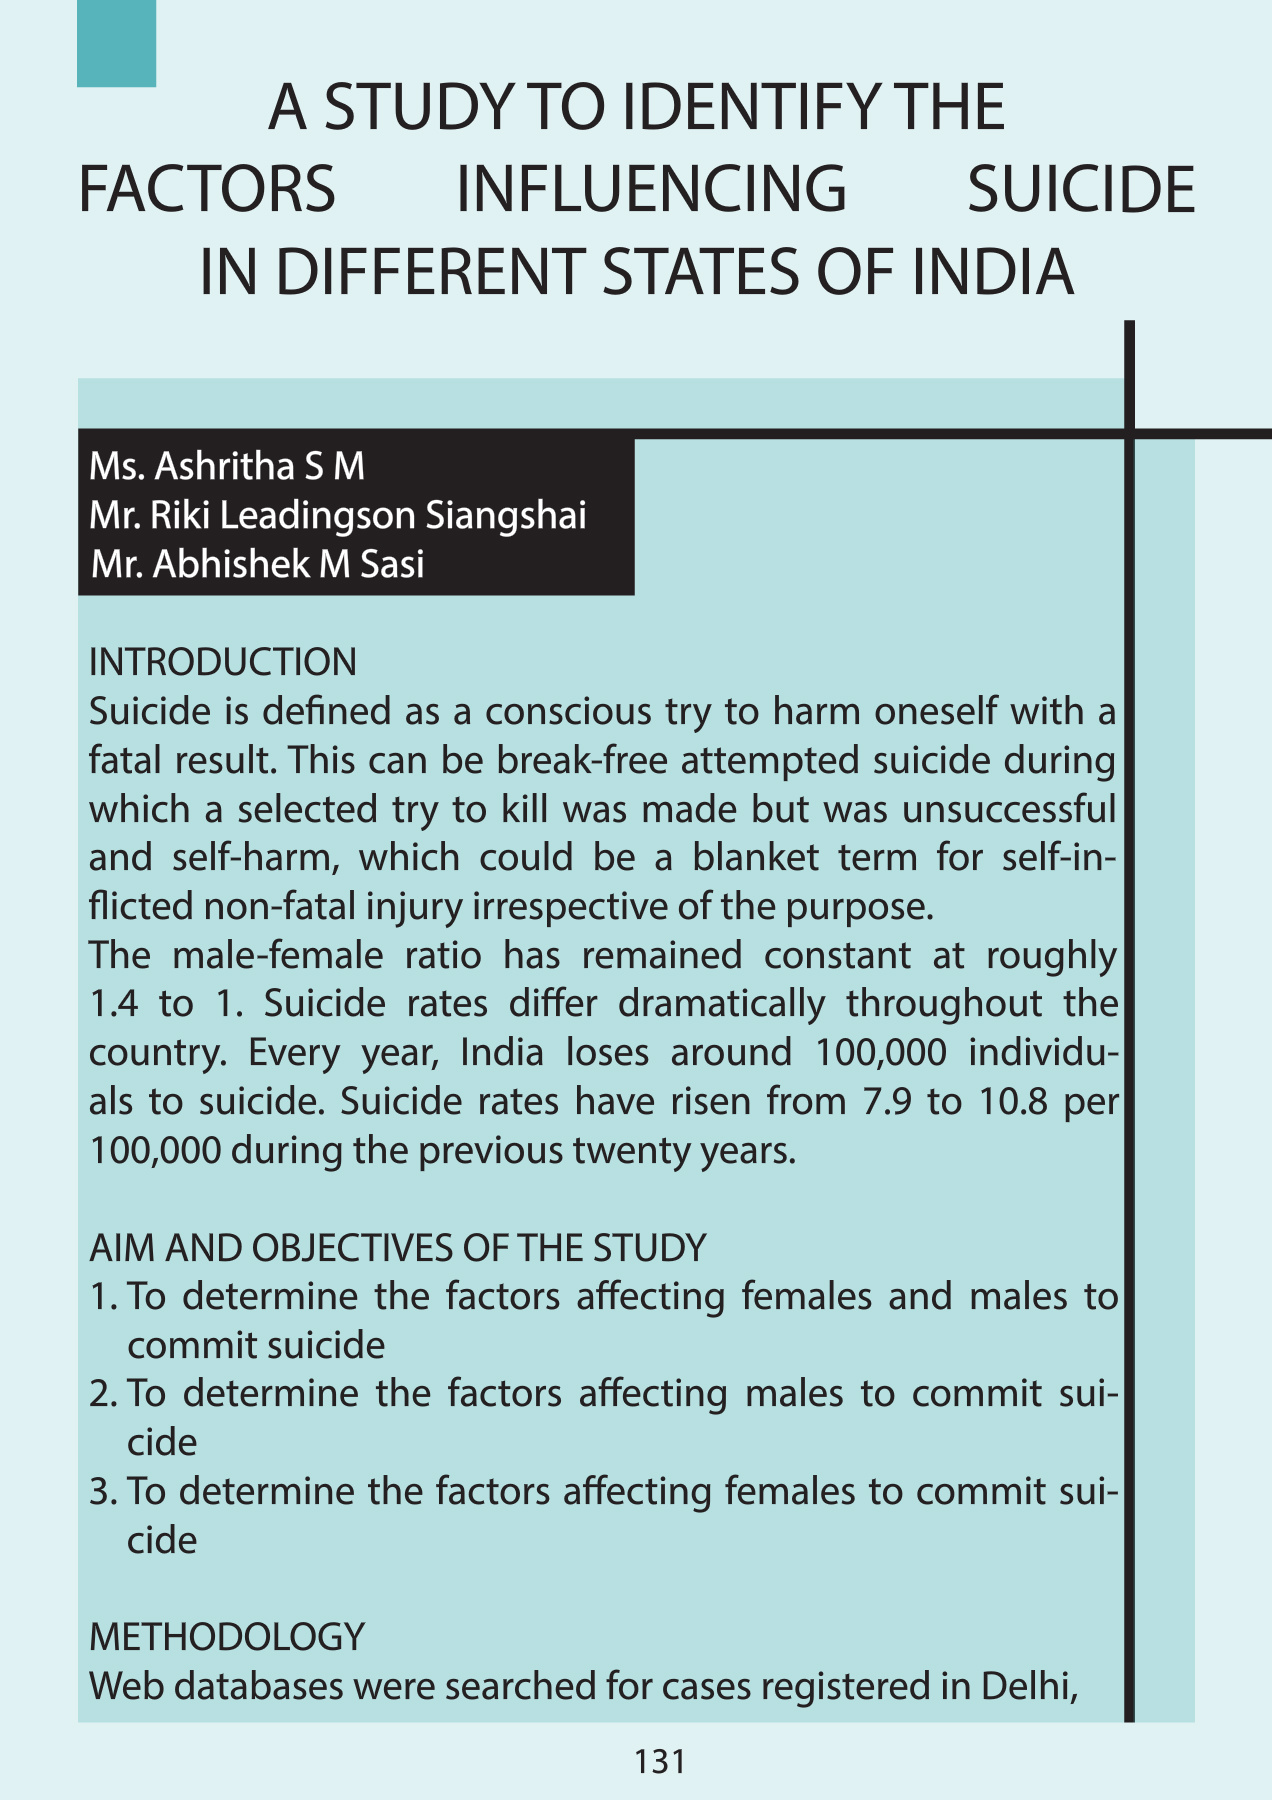 A STUDY TO IDENTIFY THE
FACTORS INFLUENCING SUICIDE
IN DIFFERENT STATES OF INDIA
Ms. Ashritha S M
Mr. Riki Leadingson Siangshai
Mr. Abhishek M Sasi
INTRODUCTION
Suicide is defined as a conscious try to harm oneself with a
fatal result. This can be break-free attempted suicide during
which a selected try to kill was made but was unsuccessful
and self-harm, which could be a blanket term for self-in-
flicted non-fatal injury irrespective of the purpose.
The male-female ratio has remained constant at roughly
1.4 to 1. Suicide rates differ dramatically throughout the
country. Every year, India loses around 100,000 individu-
als to suicide. Suicide rates have risen from 7.9 to 10.8 per
100,000 during the previous twenty years.
AIM AND OBJECTIVES OF THE STUDY
1. To determine the factors affecting females and males to
commit suicide
2. To determine the factors affecting males to commit sui-
cide
3. To determine the factors affecting females to commit sui-
cide
METHODOLOGY
Web databases were searched for cases registered in Delhi,
131